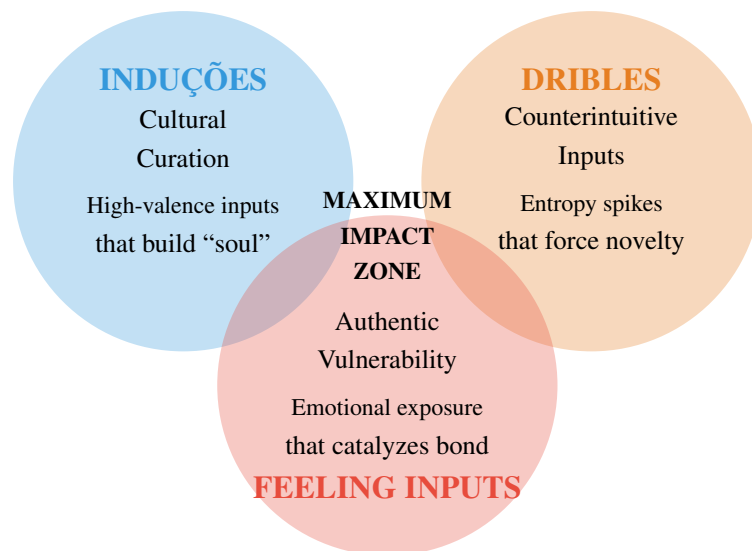 INDUÇÕES
Cultural
Curation
High-valence inputs
that build “soul”
DRIBLES
Counterintuitive
Inputs
Entropy spikes
that force novelty
MAXIMUM
IMPACT
ZONE
Authentic
Vulnerability
Emotional exposure
that catalyzes bond
FEELING INPUTS